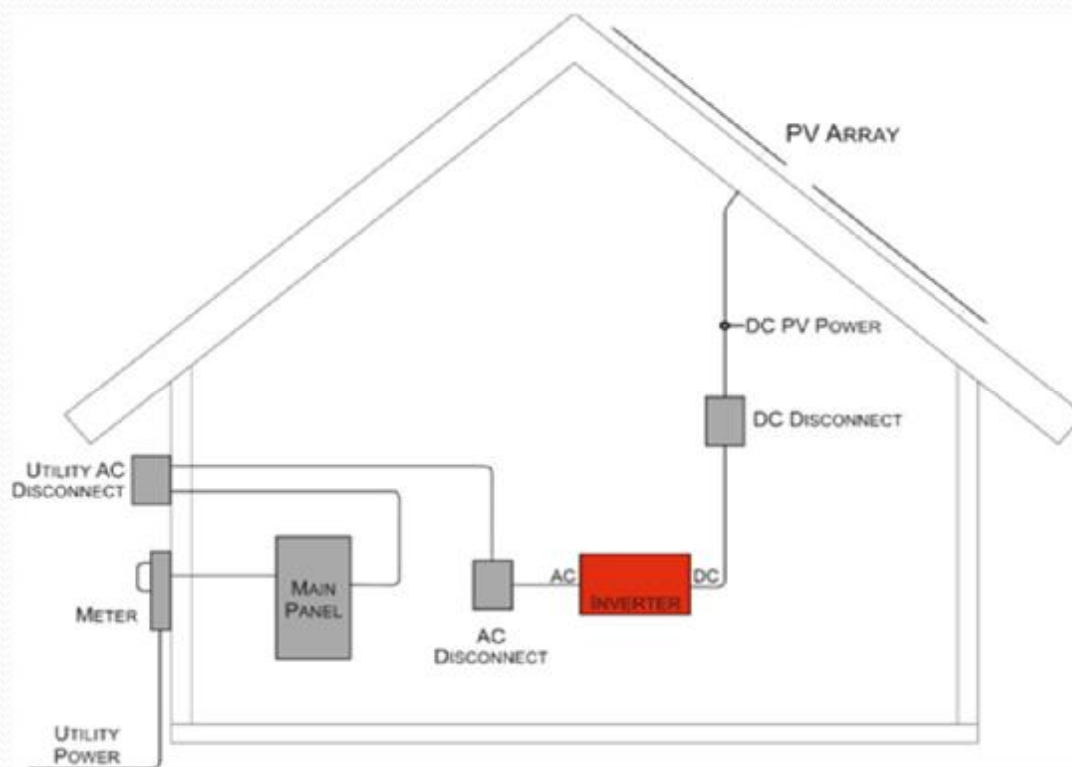 PV ARRAY
DC PV POWER
DC DISCONNECT
UTILITY AC
DISCONNECT
AC
DC
INVERTER
MAIN
PANEL
METER
AC
DISCONNECT
UTILITY
POWER